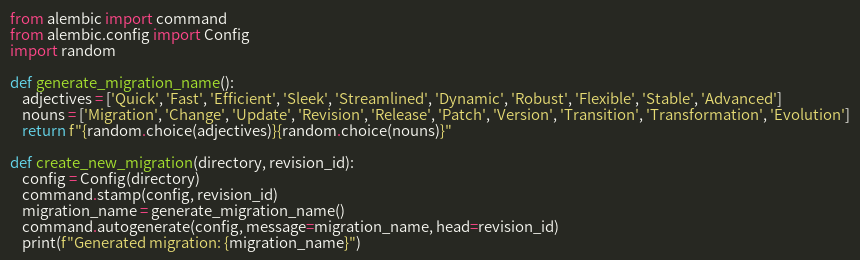 from alembic import command
from alembic.config import Config
import random

def generate_migration_name():
    adjectives = ['Quick', 'Fast', 'Efficient', 'Sleek', 'Streamlined', 'Dynamic', 'Robust', 'Flexible', 'Stable', 'Advanced']
    nouns = ['Migration', 'Change', 'Update', 'Revision', 'Release', 'Patch', 'Version', 'Transition', 'Transformation', 'Evolution']
    return f"{random.choice(adjectives)}{random.choice(nouns)}"

def create_new_migration(directory, revision_id):
    config = Config(directory)
    command.stamp(config, revision_id)
    migration_name = generate_migration_name()
    command.autogenerate(config, message=migration_name, head=revision_id)
    print(f"Generated migration: {migration_name}")